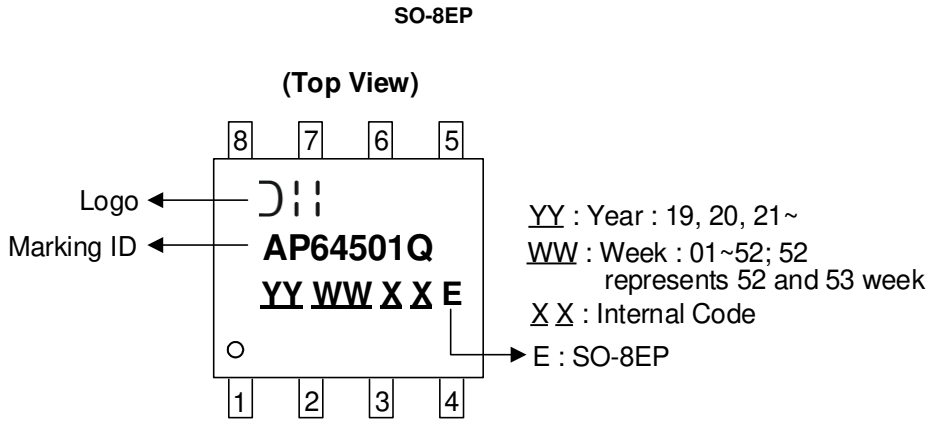 SO-8EP
(Top View)
8 7 6 5
Logo
Marking ID
AP64501Q
YY WW X X E
YY : Year : 19, 20, 21~
WW : Week : 01~52; 52
represents 52 and 53 week
X X : Internal Code
E : SO-8EP
1 2 3 4